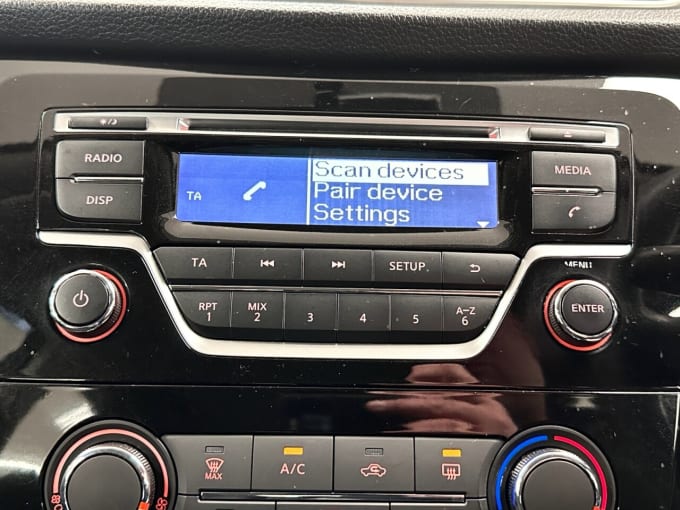 RADIO
DISP
TA
Scan devices
Pair device
Settings
MEDIA
TA
SETUP
MENU
RPT
1
MIX
2
3
4
5
A-Z
6
ENTER
MAX
A/C